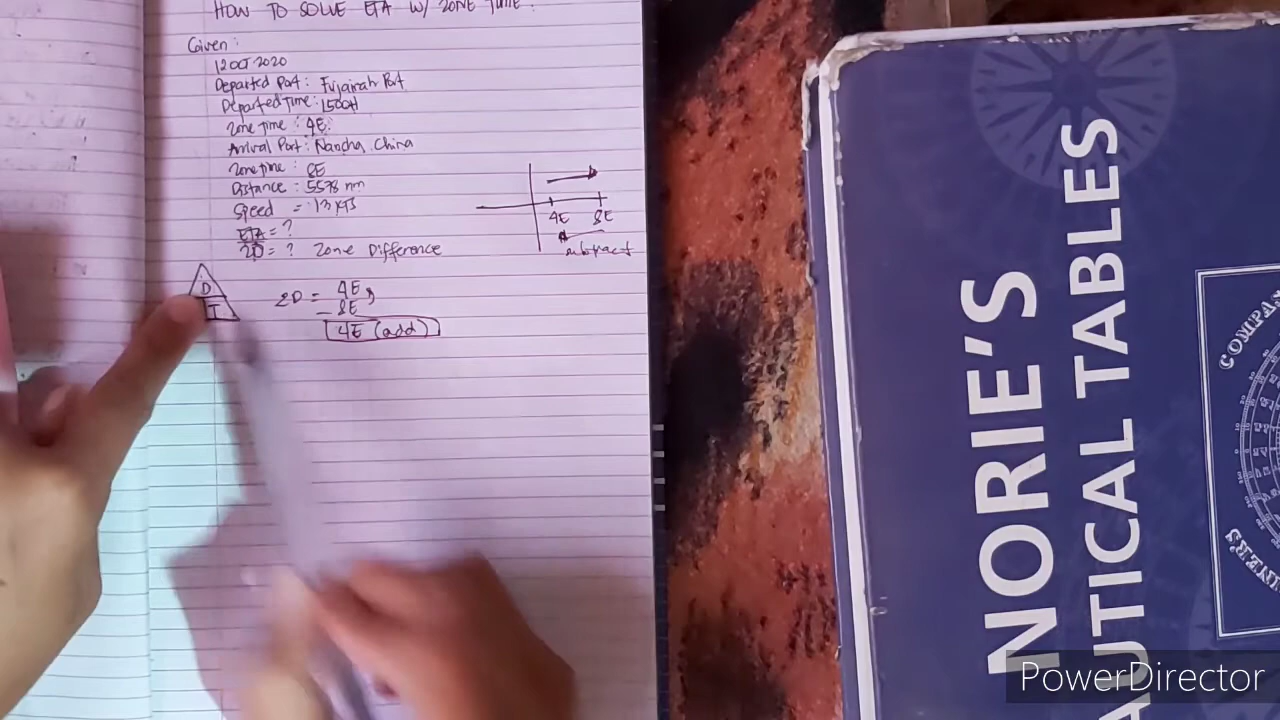 HOW TO SOLVE ETA W/ ZONE TIME?
Given:
12 OCT 2020
Departed Port: Fujairah Port
Departed Time: 1500H
Zone Time: 4E
Arrival Port: Nancha, China
Zone time: 8E
Distance: 5578 nm
Speed = 13 KTS
ETA = ?
ZD = ? Zone Difference
4E 8E
subtract
D
T
ZD = 4E
- 8E
4E (add)
NORIE'S
AUTICAL TABLES
COMPAS
PowerDirector